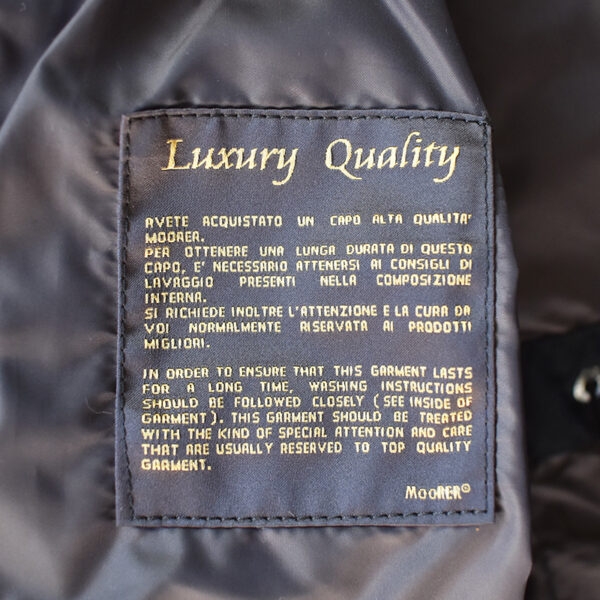 Luxury Quality
AVETE ACQUISTATO UN CAPO ALTA QUALITA'
MOORER.
PER OTTENERE UNA LUNGA DURATA DI QUESTO
CAPO, E' NECESSARIO ATTENERSI AI CONSIGLI DI
LAVAGGIO PRESENTI NELLA COMPOSIZIONE
INTERNA.
SI RICHIEDE INOLTRE L'ATTENZIONE E LA CURA DA
VOI NORMALMENTE RISERVATA AI PRODOTTI
MIGLIORI.
IN ORDER TO ENSURE THAT THIS GARMENT LASTS
FOR A LONG TIME, WASHING INSTRUCTIONS
SHOULD BE FOLLOWED CLOSELY (SEE INSIDE OF
GARMENT). THIS GARMENT SHOULD BE TREATED
WITH THE KIND OF SPECIAL ATTENTION AND CARE
THAT ARE USUALLY RESERVED TO TOP QUALITY
GARMENT.
MooRER®